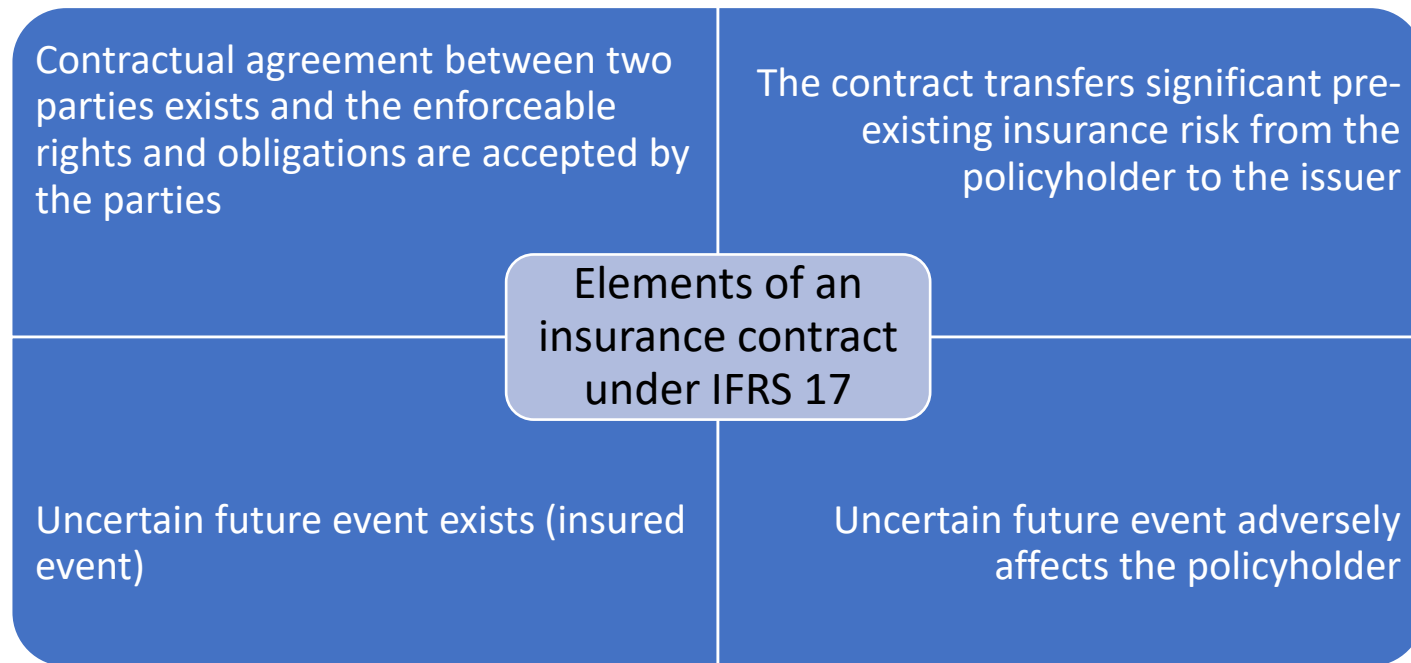 Contractual agreement between two
parties exists and the enforceable
rights and obligations are accepted by
the parties
The contract transfers significant pre-
existing insurance risk from the
policyholder to the issuer
Elements of an
insurance contract
under IFRS 17
Uncertain future event exists (insured
event)
Uncertain future event adversely
affects the policyholder